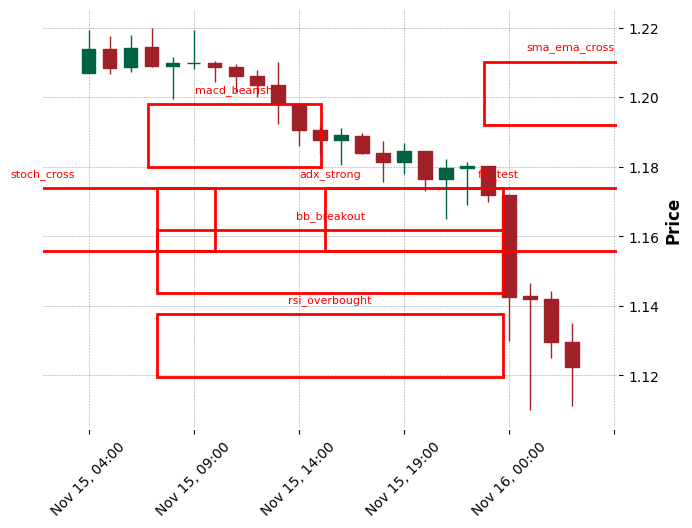 1.22
sma_ema_cross
1.20
macd_bearish
1.18
stoch_cross
adx_strong
bb_breakout
1.16
Price
rsi_overbought
1.14
1.12
Nov 15, 04:00
Nov 15, 09:00
Nov 15, 14:00
Nov 15, 19:00
Nov 16, 00:00